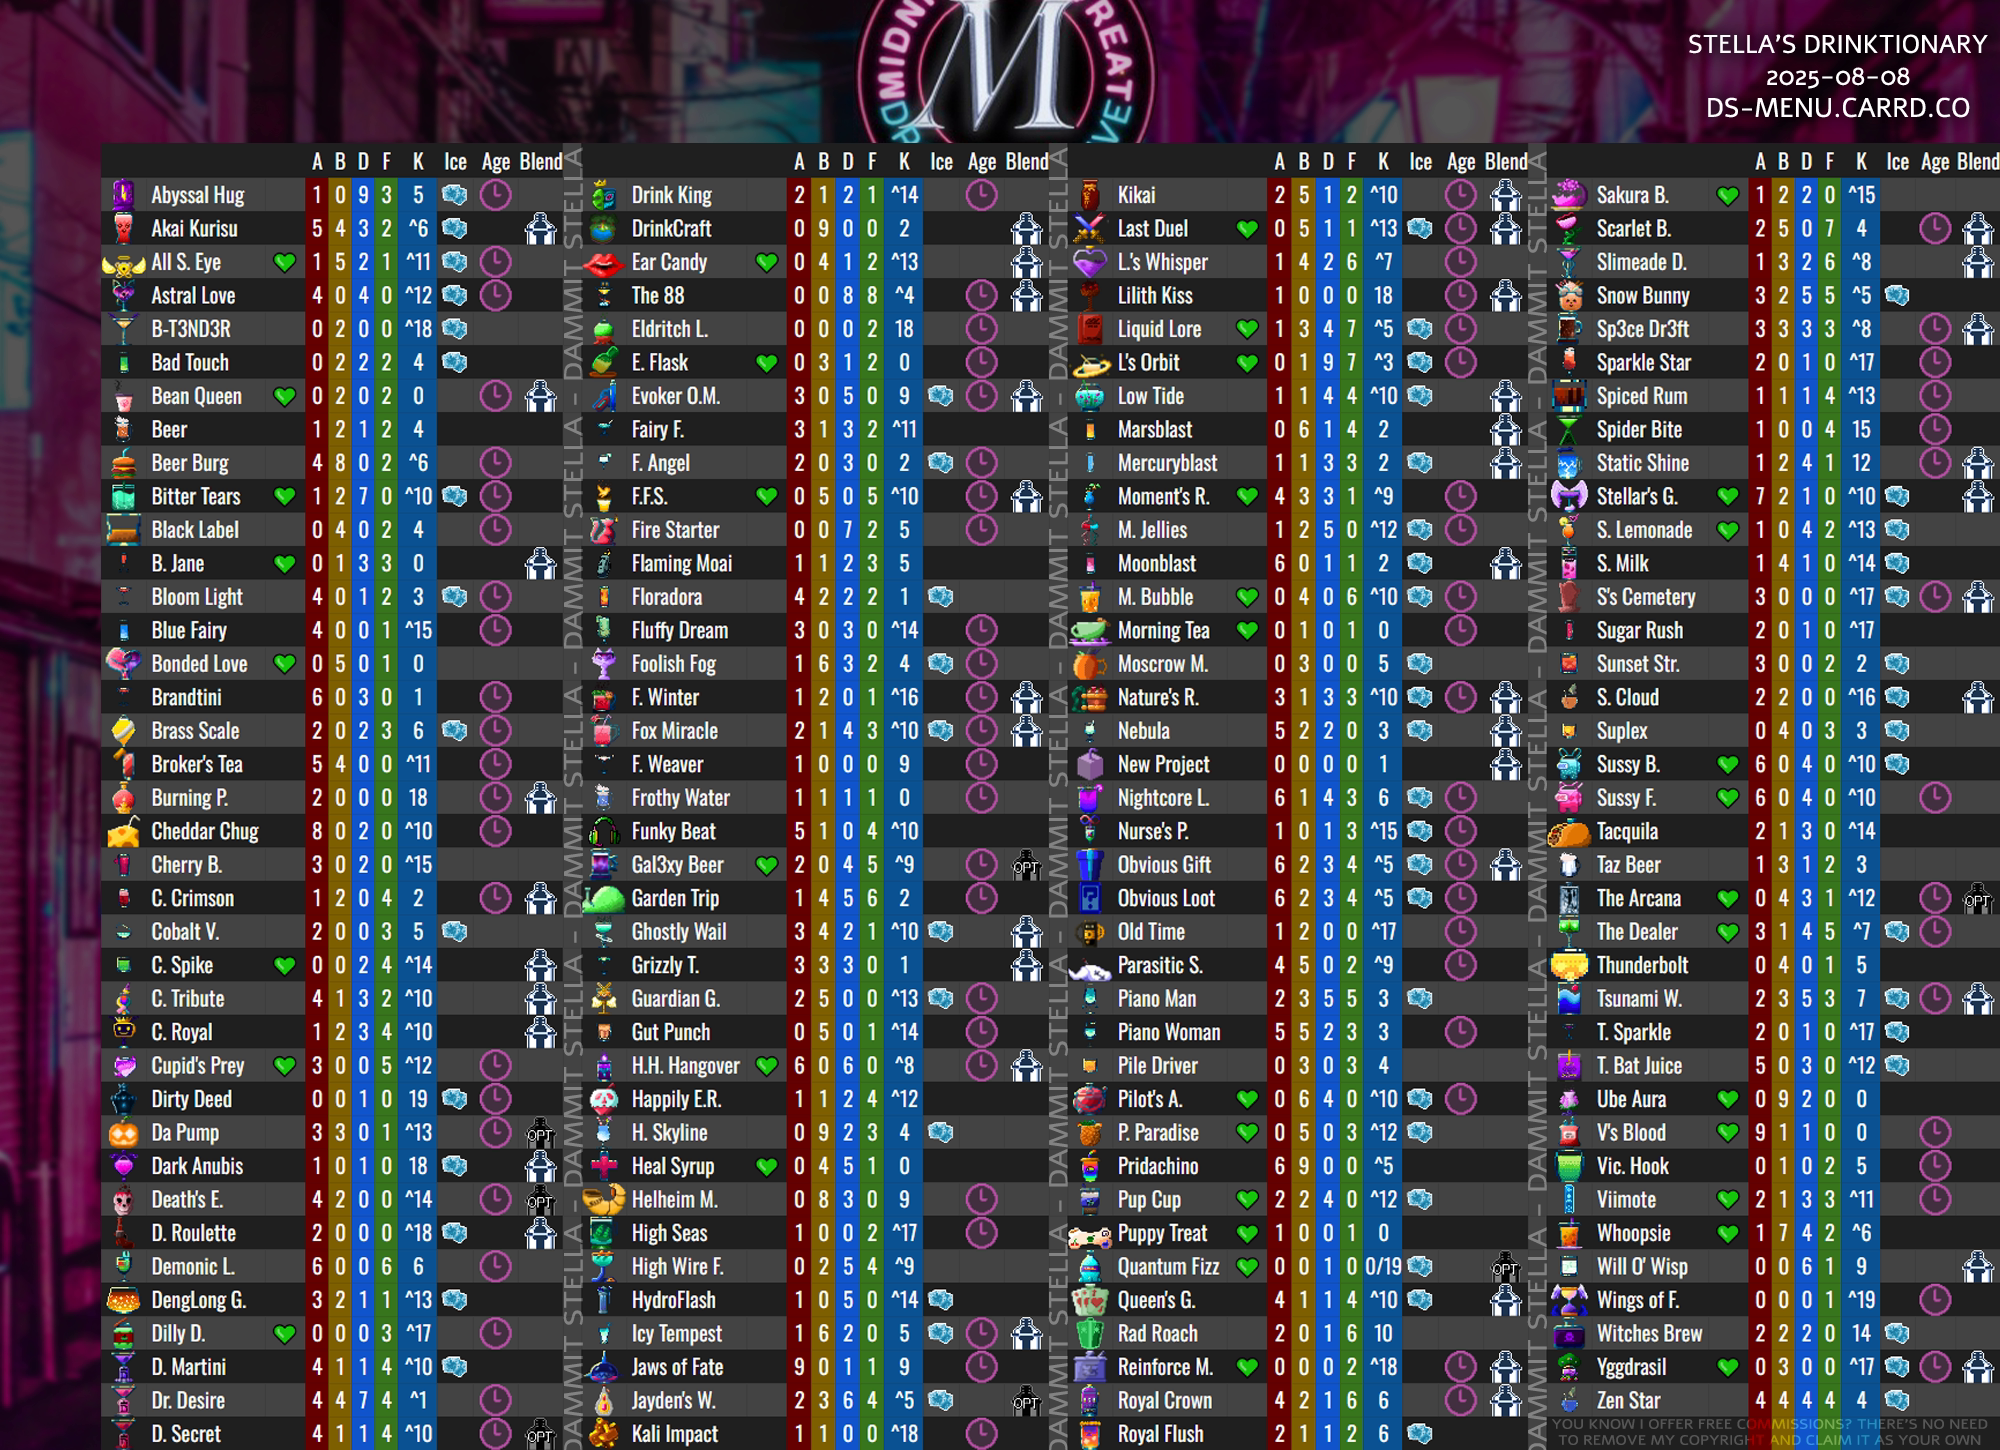 STELLA'S DRINKTIONARY
2025-08-08
DS-MENU.CARRD.CO
M
A B D F K Ice Age Blend
Abyssal Hug 1 0 9 3 5
Akai Kurisu 5 4 3 2 ^6
All S. Eye 1 5 2 1 ^11
Astral Love 4 0 4 0 ^12
B-T3ND3R 0 2 0 0 ^18
Bad Touch 0 2 2 2 4
Bean Queen 0 2 0 2 0
Beer 1 2 1 2 4
Beer Burg 4 8 0 2 ^6
Bitter Tears 1 2 7 0 ^10
Black Label 0 4 0 2 4
B. Jane 0 1 3 3 0
Bloom Light 4 0 1 2 3
Blue Fairy 4 0 0 1 ^15
Bonded Love 0 5 0 1 0
Brandtini 6 0 3 0 1
Brass Scale 2 0 2 3 6
Broker's Tea 5 4 0 0 ^11
Burning P. 2 0 0 0 18
Cheddar Chug 8 0 2 0 ^10
Cherry B. 3 0 2 0 ^15
C. Crimson 1 2 0 4 2
Cobalt V. 2 0 0 3 5
C. Spike 0 0 2 4 ^14
C. Tribute 4 1 3 2 ^10
C. Royal 1 2 3 4 ^10
Cupid's Prey 3 0 0 5 ^12
Dirty Deed 0 0 1 0 19
Da Pump 3 3 0 1 ^13 OPT
Dark Anubis 1 0 1 0 18
Death's E. 4 2 0 0 ^14 OPT
D. Roulette 2 0 0 0 ^18
Demonic L. 6 0 0 6 6
DengLong G. 3 2 1 1 ^13
Dilly D. 0 0 0 3 ^17
D. Martini 4 1 1 4 ^10
Dr. Desire 4 4 7 4 ^1
D. Secret 4 1 1 4 ^10 OPT
DAMMIT STELLA - DAMMIT STELLA - DAMMIT STELLA
A B D F K Ice Age Blend
Drink King 2 1 2 1 ^14
DrinkCraft 0 9 0 0 2
Ear Candy 0 4 1 2 ^13
The 88 0 0 8 8 ^4
Eldritch L. 0 0 0 2 18
E. Flask 0 3 1 2 0
Evoker O.M. 3 0 5 0 9
Fairy F. 3 1 3 2 ^11
F. Angel 2 0 3 0 2
F.F.S. 0 5 0 5 ^10
Fire Starter 0 0 7 2 5
Flaming Moai 1 1 2 3 5
Floradora 4 2 2 2 1
Fluffy Dream 3 0 3 0 ^14
Foolish Fog 1 6 3 2 4
F. Winter 1 2 0 1 ^16
Fox Miracle 2 1 4 3 ^10
F. Weaver 1 0 0 0 9
Frothy Water 1 1 1 1 0
Funky Beat 5 1 0 4 ^10
Gal3xy Beer 2 0 4 5 ^9 OPT
Garden Trip 1 4 5 6 2
Ghostly Wail 3 4 2 1 ^10
Grizzly T. 3 3 3 0 1
Guardian G. 2 5 0 0 ^13
Gut Punch 0 5 0 1 ^14
H.H. Hangover 6 0 6 0 ^8
Happily E.R. 1 1 2 4 ^12
H. Skyline 0 9 2 3 4
Heal Syrup 0 4 5 1 0
Helheim M. 0 8 3 0 9
High Seas 1 0 0 2 ^17
High Wire F. 0 2 5 4 ^9
HydroFlash 1 0 5 0 ^14
Icy Tempest 1 6 2 0 5
Jaws of Fate 9 0 1 1 9
Jayden's W. 2 3 6 4 ^5 OPT
Kali Impact 1 1 0 0 ^18
DAMMIT STELLA - DAMMIT STELLA - DAMMIT STELLA
A B D F K Ice Age Blend
Kikai 2 5 1 2 ^10
Last Duel 0 5 1 1 ^13
L.'s Whisper 1 4 2 6 ^7
Lilith Kiss 1 0 0 0 18
Liquid Lore 1 3 4 7 ^5
L's Orbit 0 1 9 7 ^3
Low Tide 1 1 4 4 ^10
Marsblast 0 6 1 4 2
Mercuryblast 1 1 3 3 2
Moment's R. 4 3 3 1 ^9
M. Jellies 1 2 5 0 ^12
Moonblast 6 0 1 1 2
M. Bubble 0 4 0 6 ^10
Morning Tea 0 1 0 1 0
Moscrow M. 0 3 0 0 5
Nature's R. 3 1 3 3 ^10
Nebula 5 2 2 0 3
New Project 0 0 0 0 1
Nightcore L. 6 1 4 3 6
Nurse's P. 1 0 1 3 ^15
Obvious Gift 6 2 3 4 ^5
Obvious Loot 6 2 3 4 ^5
Old Time 1 2 0 0 ^17
Parasitic S. 4 5 0 2 ^9
Piano Man 2 3 5 5 3
Piano Woman 5 5 2 3 3
Pile Driver 0 3 0 3 4
Pilot's A. 0 6 4 0 ^10
P. Paradise 0 5 0 3 ^12
Pridachino 6 9 0 0 ^5
Pup Cup 2 2 4 0 ^12
Puppy Treat 1 0 0 1 0
Quantum Fizz 0 0 1 0 0/19 OPT
Queen's G. 4 1 1 4 ^10
Rad Roach 2 0 1 6 10
Reinforce M. 0 0 0 2 ^18
Royal Crown 4 2 1 6 6
Royal Flush 2 1 1 2 6
DAMMIT STELLA - DAMMIT STELLA - DAMMIT STELLA
A B D F K Ice Age Blend
Sakura B. 1 2 2 0 ^15
Scarlet B. 2 5 0 7 4
Slimeade D. 1 3 2 6 ^8
Snow Bunny 3 2 5 5 ^5
Sp3ce Dr3ft 3 3 3 3 ^8
Sparkle Star 2 0 1 0 ^17
Spiced Rum 1 1 1 4 ^13
Spider Bite 1 0 0 4 15
Static Shine 1 2 4 1 12
Stellar's G. 7 2 1 0 ^10
S. Lemonade 1 0 4 2 ^13
S. Milk 1 4 1 0 ^14
S's Cemetery 3 0 0 0 ^17
Sugar Rush 2 0 1 0 ^17
Sunset Str. 3 0 0 2 2
S. Cloud 2 2 0 0 ^16
Suplex 0 4 0 3 3
Sussy B. 6 0 4 0 ^10
Sussy F. 6 0 4 0 ^10
Tacquila 2 1 3 0 ^14
Taz Beer 1 3 1 2 3
The Arcana 0 4 3 1 ^12 OPT
The Dealer 3 1 4 5 ^7
Thunderbolt 0 4 0 1 5
Tsunami W. 2 3 5 3 7
T. Sparkle 2 0 1 0 ^17
T. Bat Juice 5 0 3 0 ^12
Ube Aura 0 9 2 0 0
V's Blood 9 1 1 0 0
Vic. Hook 0 1 0 2 5
Viimote 2 1 3 3 ^11
Whoopsie 1 7 4 2 ^6
Will O' Wisp 0 0 6 1 9
Wings of F. 0 0 0 1 ^19
Witches Brew 2 2 2 0 14
Yggdrasil 0 3 0 0 ^17
Zen Star 4 4 4 4 4
YOU KNOW I OFFER FREE COMMISSIONS? THERE'S NO NEED
TO REMOVE MY COPYRIGHT AND CLAIM IT AS YOUR OWN